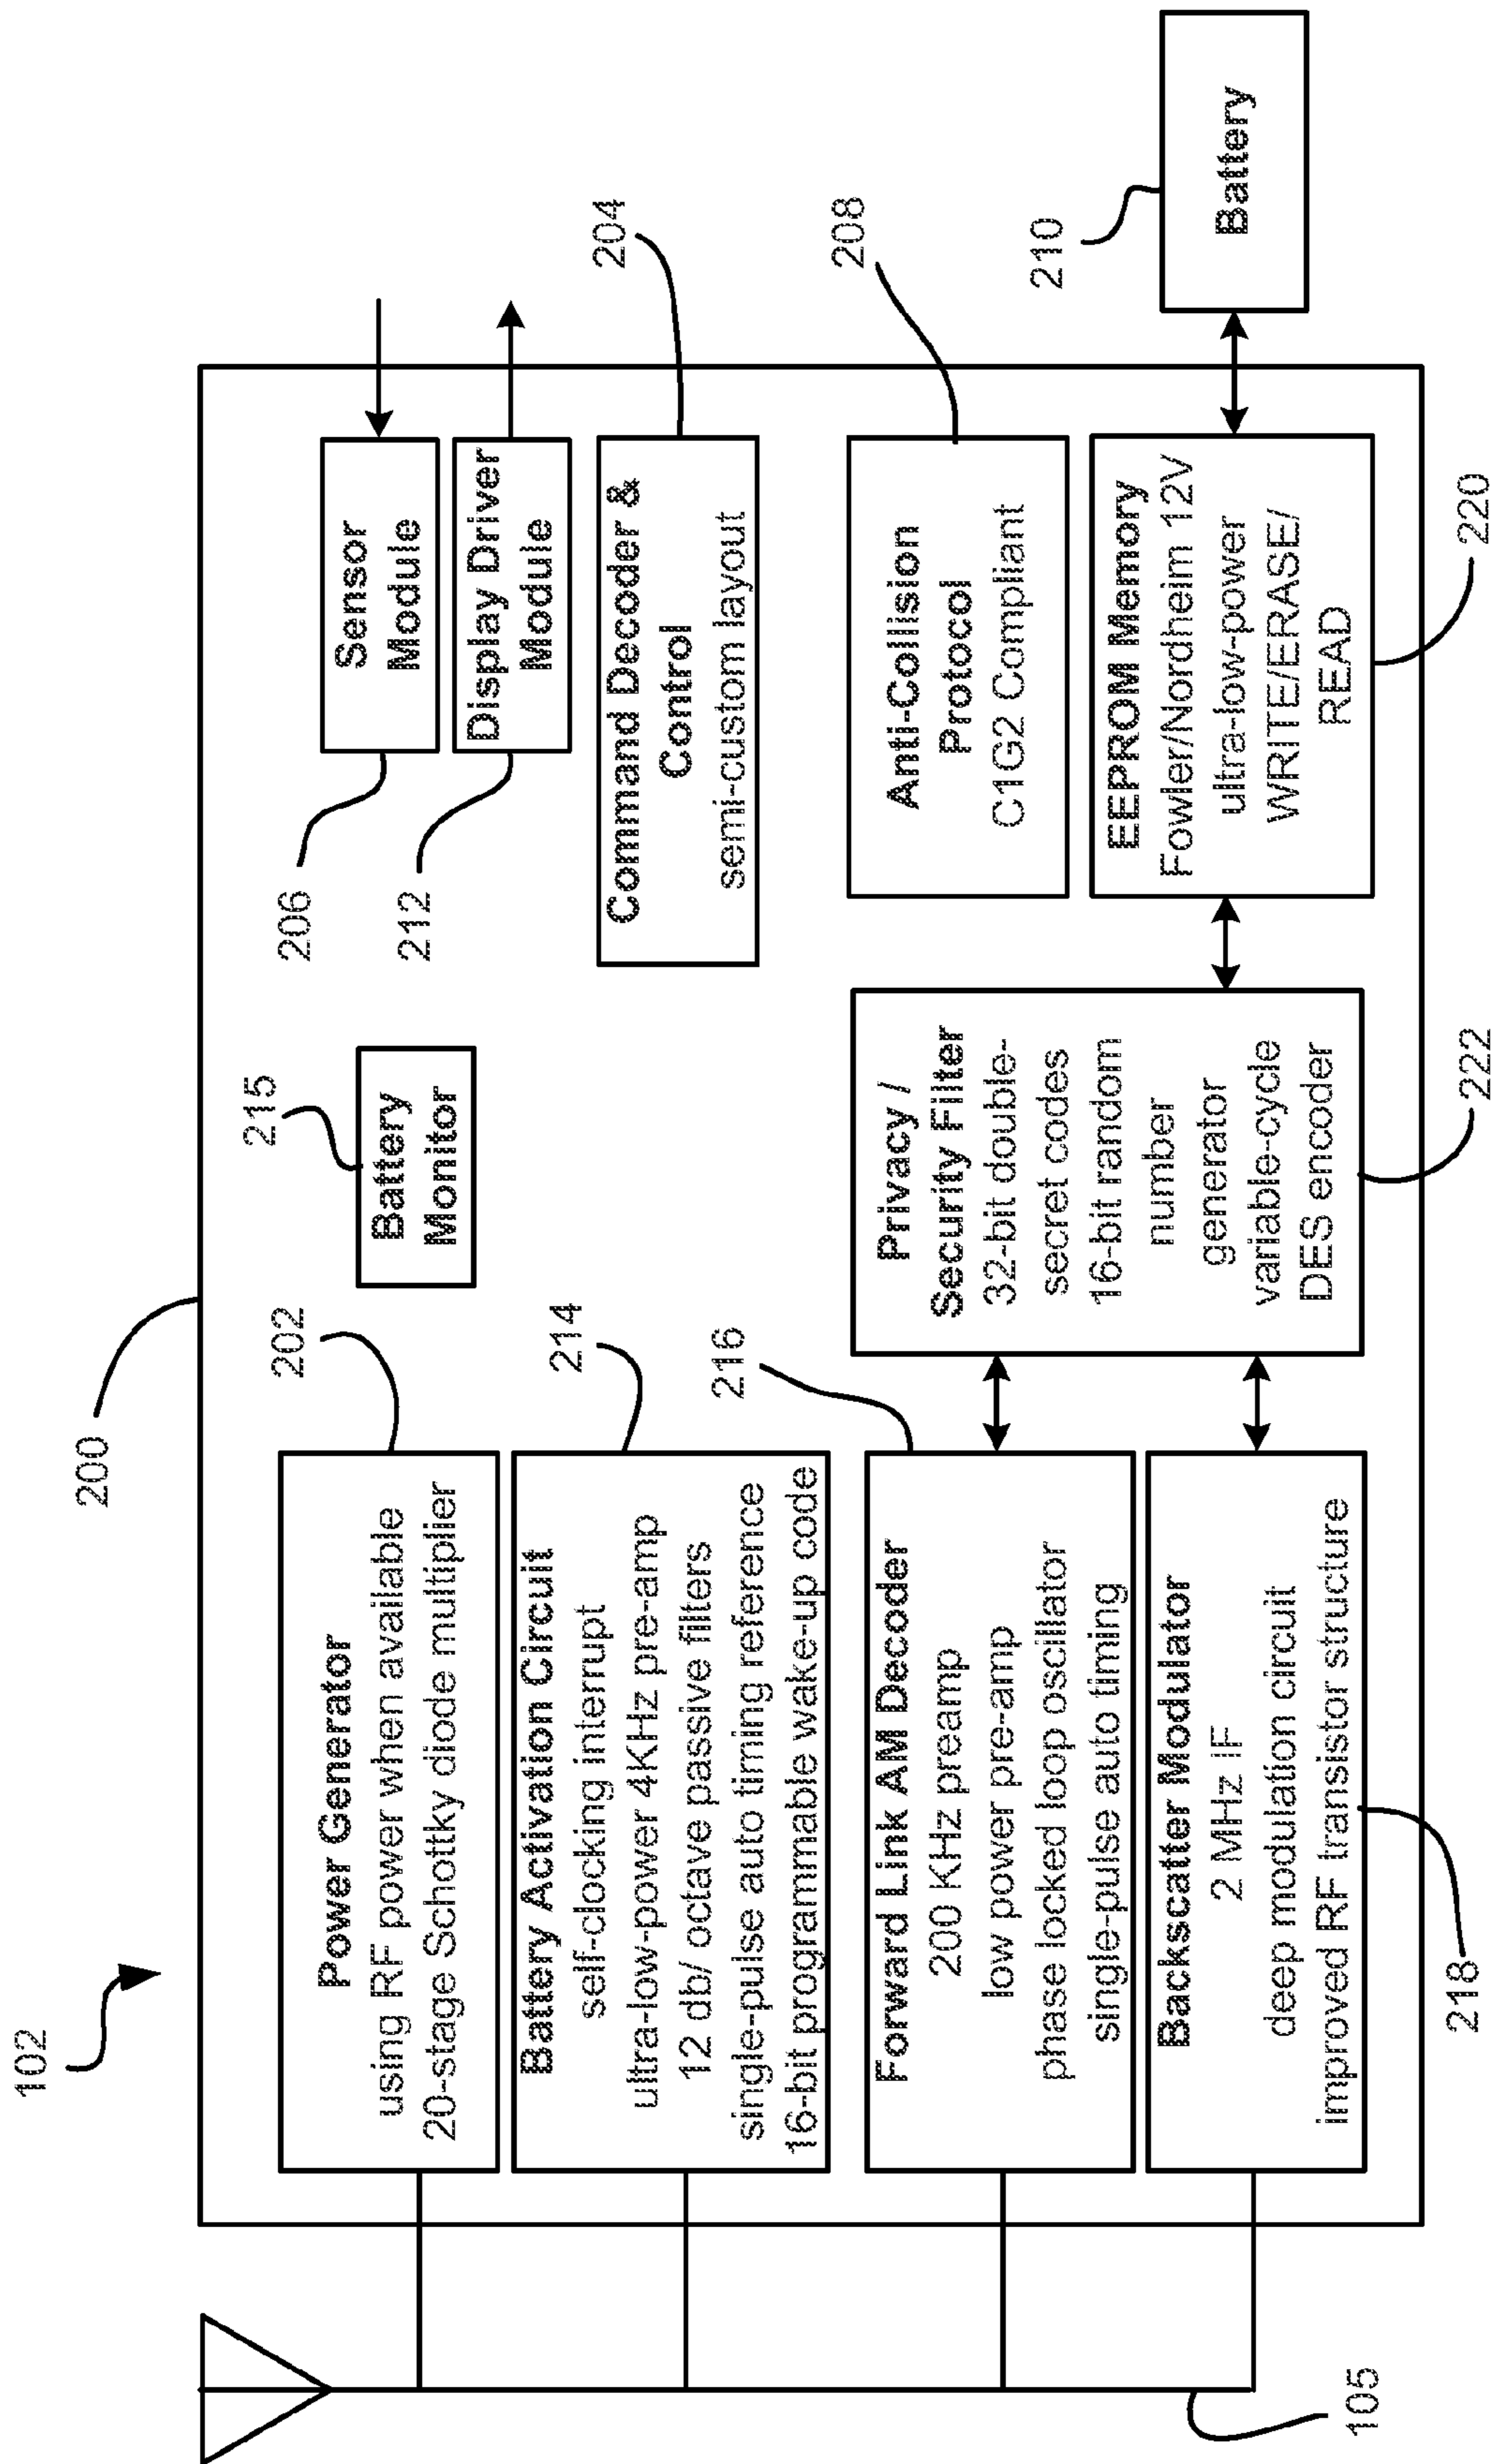 102
200
105
Power Generator
using RF power when available
20-stage Schottky diode multiplier
202
Battery Activation Circuit
self-clocking interrupt
ultra-low-power 4KHz pre-amp
12 db/ octave passive filters
single-pulse auto timing reference
16-bit programmable wake-up code
214
Forward Link AM Decoder
200 KHz preamp
low power pre-amp
phase locked loop oscillator
single-pulse auto timing
216
Backscatter Modulator
2 MHz IF
deep modulation circuit
improved RF transistor structure
218
215
Battery
Monitor
Privacy /
Security Filter
32-bit double-
secret codes
16-bit random
number
generator
variable-cycle
DES encoder
222
206
Sensor
Module
212
Display Driver
Module
Command Decoder &
Control
semi-custom layout
204
Anti-Collision
Protocol
C1G2 Compliant
208
EEPROM Memory
Fowler/Nordheim 12V
ultra-low-power
WRITE/ERASE/
READ
220
210
Battery